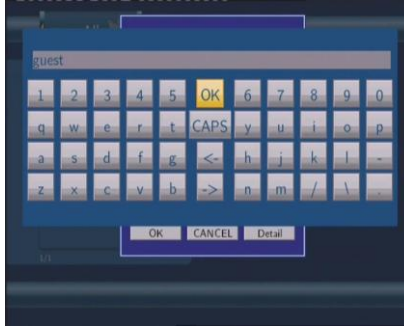 guest
1 2 3 4 5 OK 6 7 8 9 0
q w e r t CAPS y u i o p
a s d f g <- h j k l -
z x c v b -> n m / \ .
OK CANCEL Detail
1/1